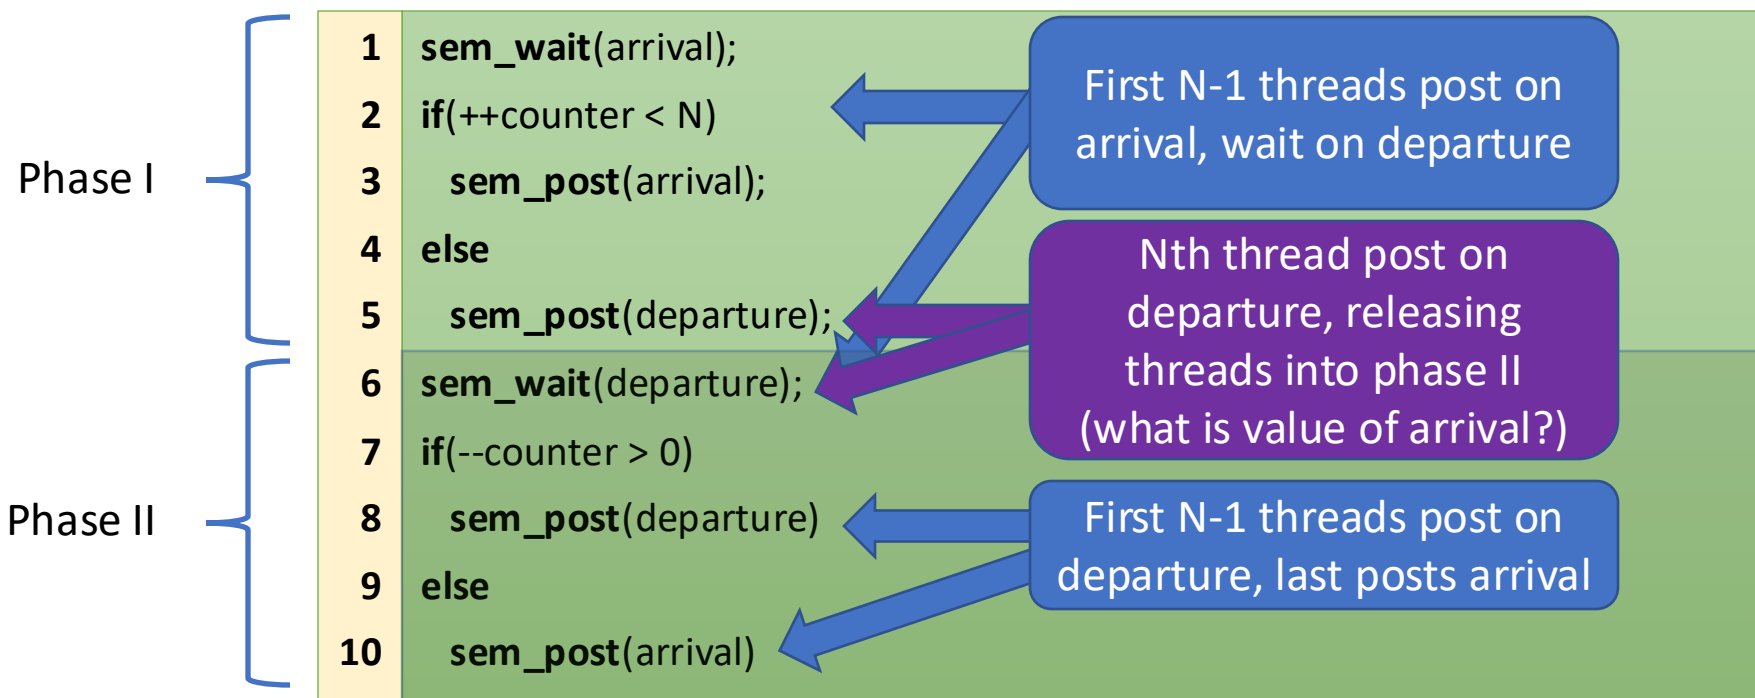 Phase I
Phase II
1 sem_wait(arrival);
2 if(++counter < N)
3 sem_post(arrival);
4 else
5 sem_post(departure);
6 sem_wait(departure);
7 if(--counter > 0)
8 sem_post(departure)
9 else
10 sem_post(arrival)
First N-1 threads post on
arrival, wait on departure
Nth thread post on
departure, releasing
threads into phase II
(what is value of arrival?)
First N-1 threads post on
departure, last posts arrival